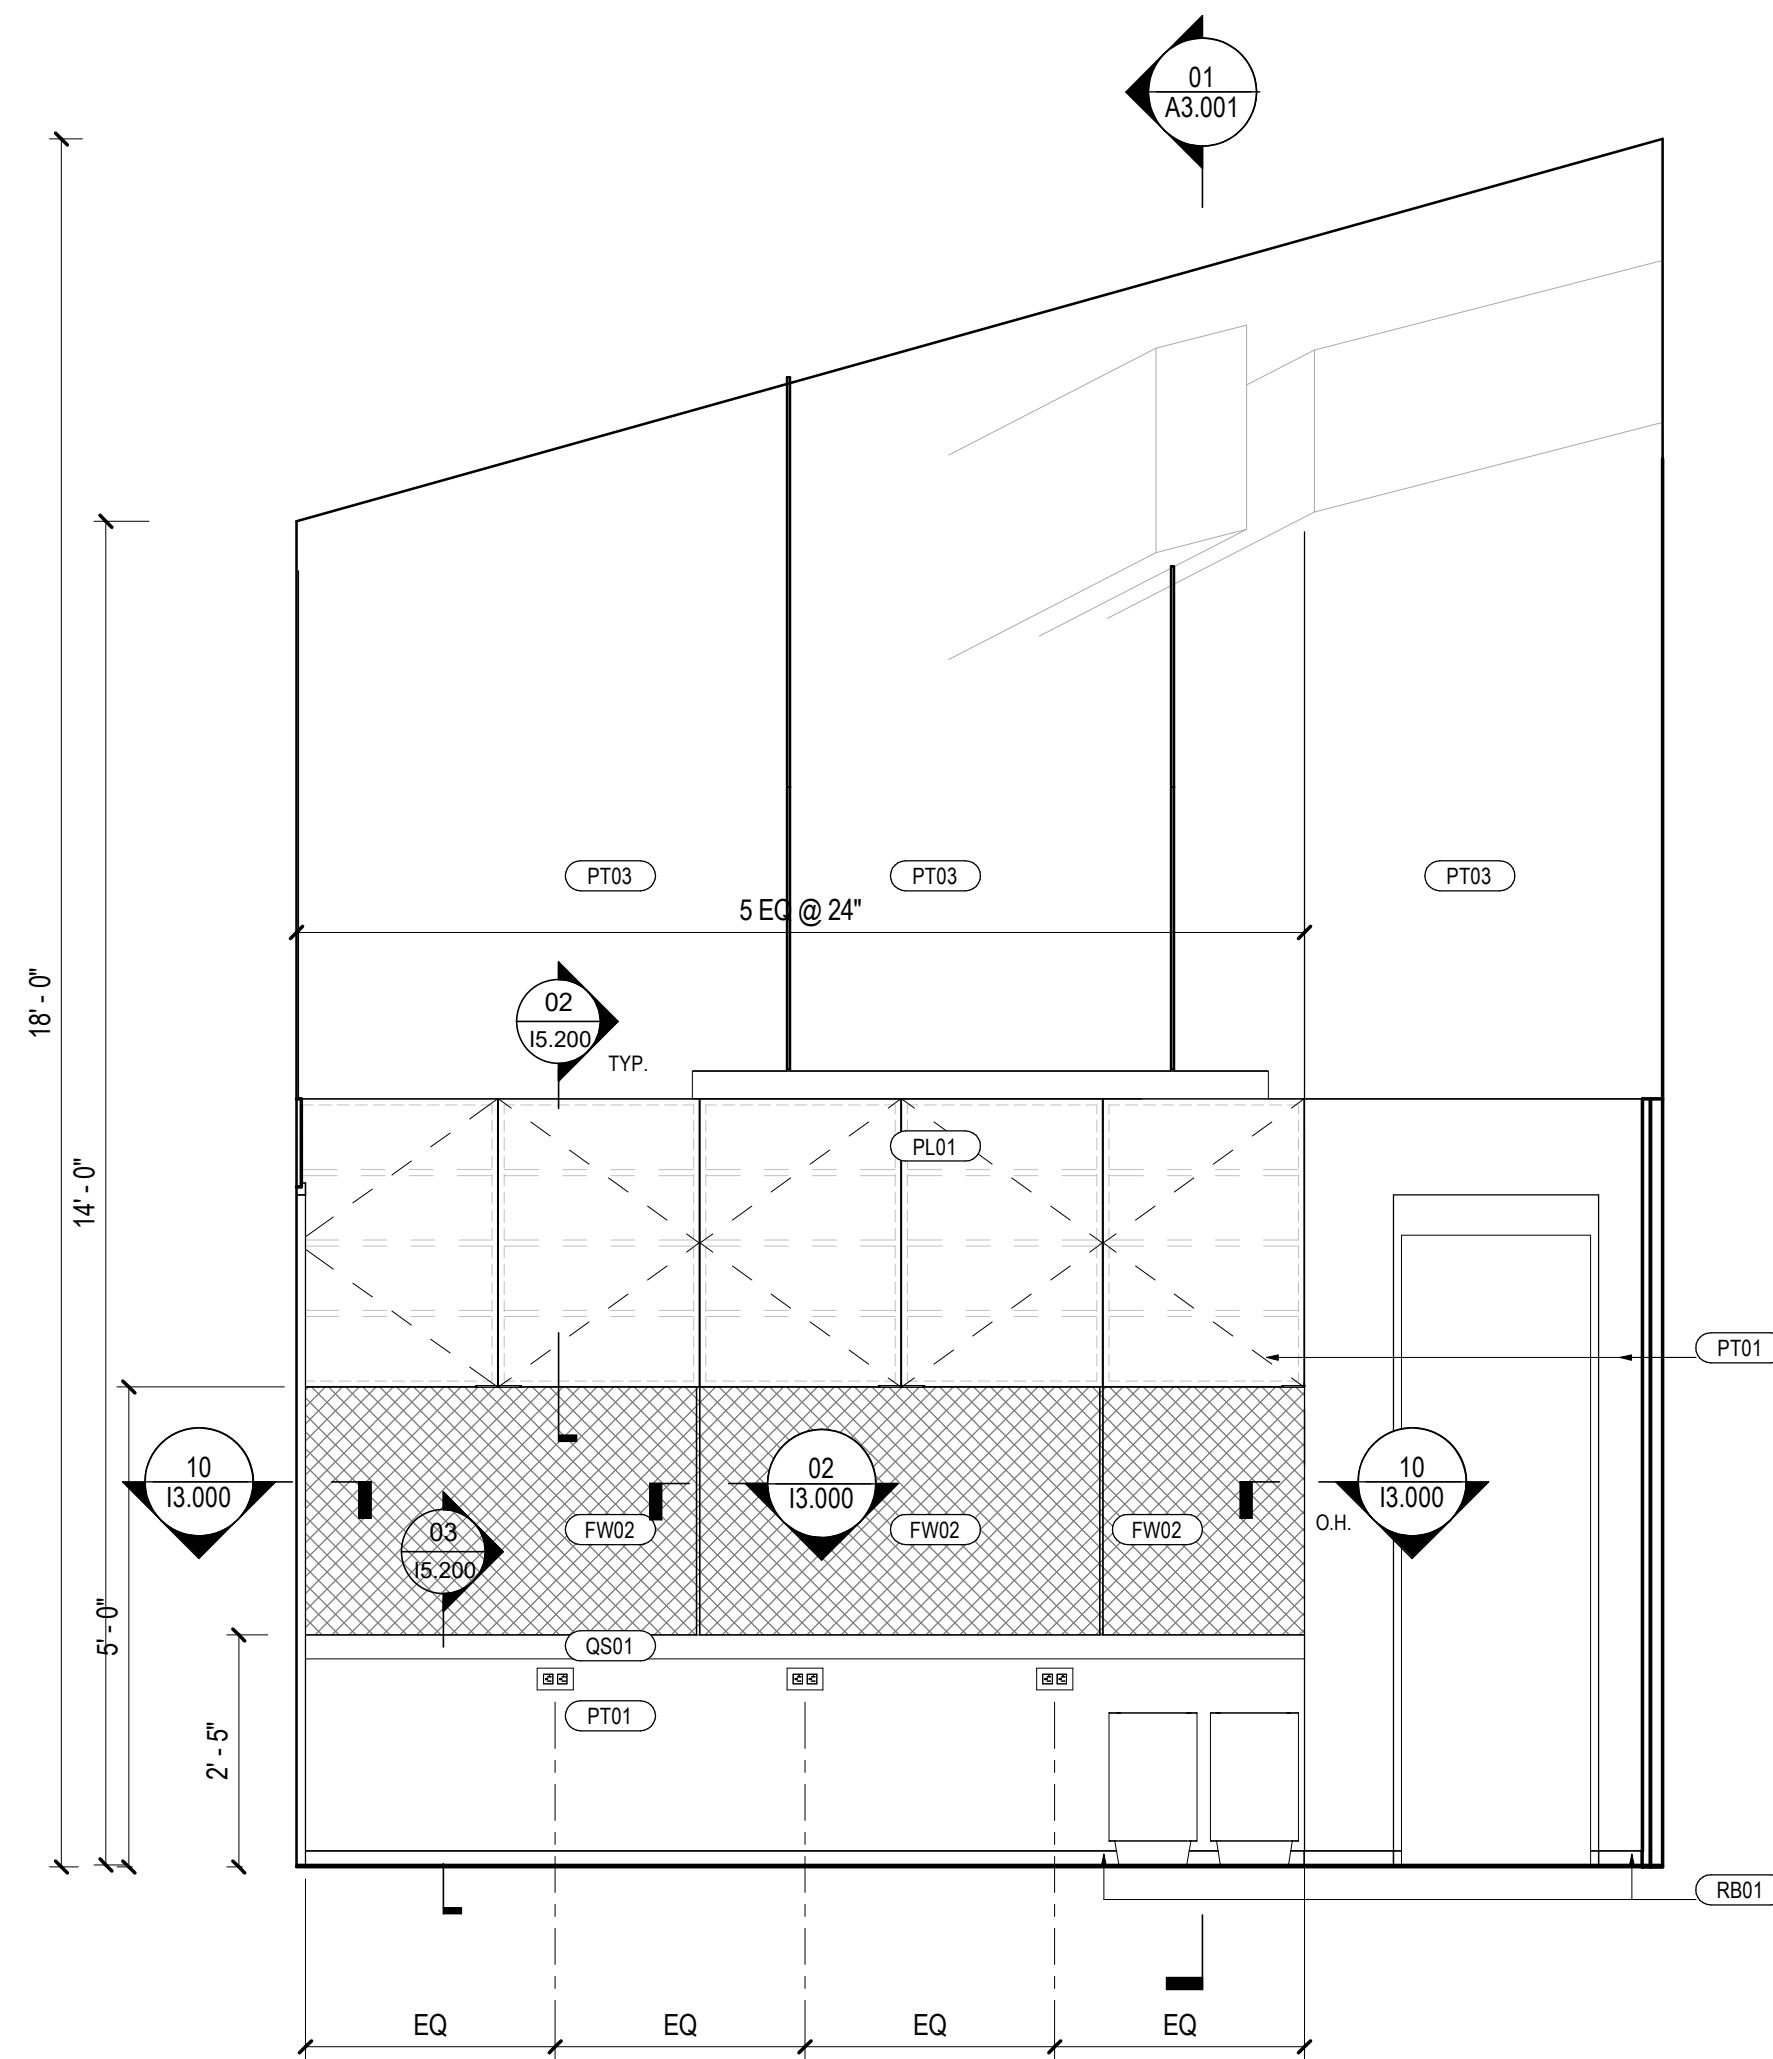 01
A3.001
PT03
PT03
PT03
5 EQ @ 24"
18' - 0"
02
I5.200
TYP.
PL01
14' - 0"
PT01
10
I3.000
02
I3.000
10
I3.000
O.H.
FW02
FW02
FW02
03
I5.200
5' - 0"
QS01
PT01
2' - 5"
RB01
EQ
EQ
EQ
EQ